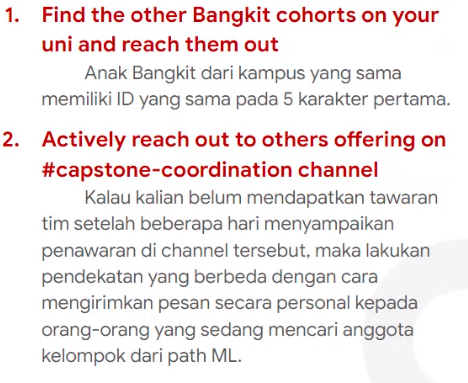 1. Find the other Bangkit cohorts on your
uni and reach them out
Anak Bangkit dari kampus yang sama
memiliki ID yang sama pada 5 karakter pertama.
2. Actively reach out to others offering on
#capstone-coordination channel
Kalau kalian belum mendapatkan tawaran
tim setelah beberapa hari menyampaikan
penawaran di channel tersebut, maka lakukan
pendekatan yang berbeda dengan cara
mengirimkan pesan secara personal kepada
orang-orang yang sedang mencari anggota
kelompok dari path ML.